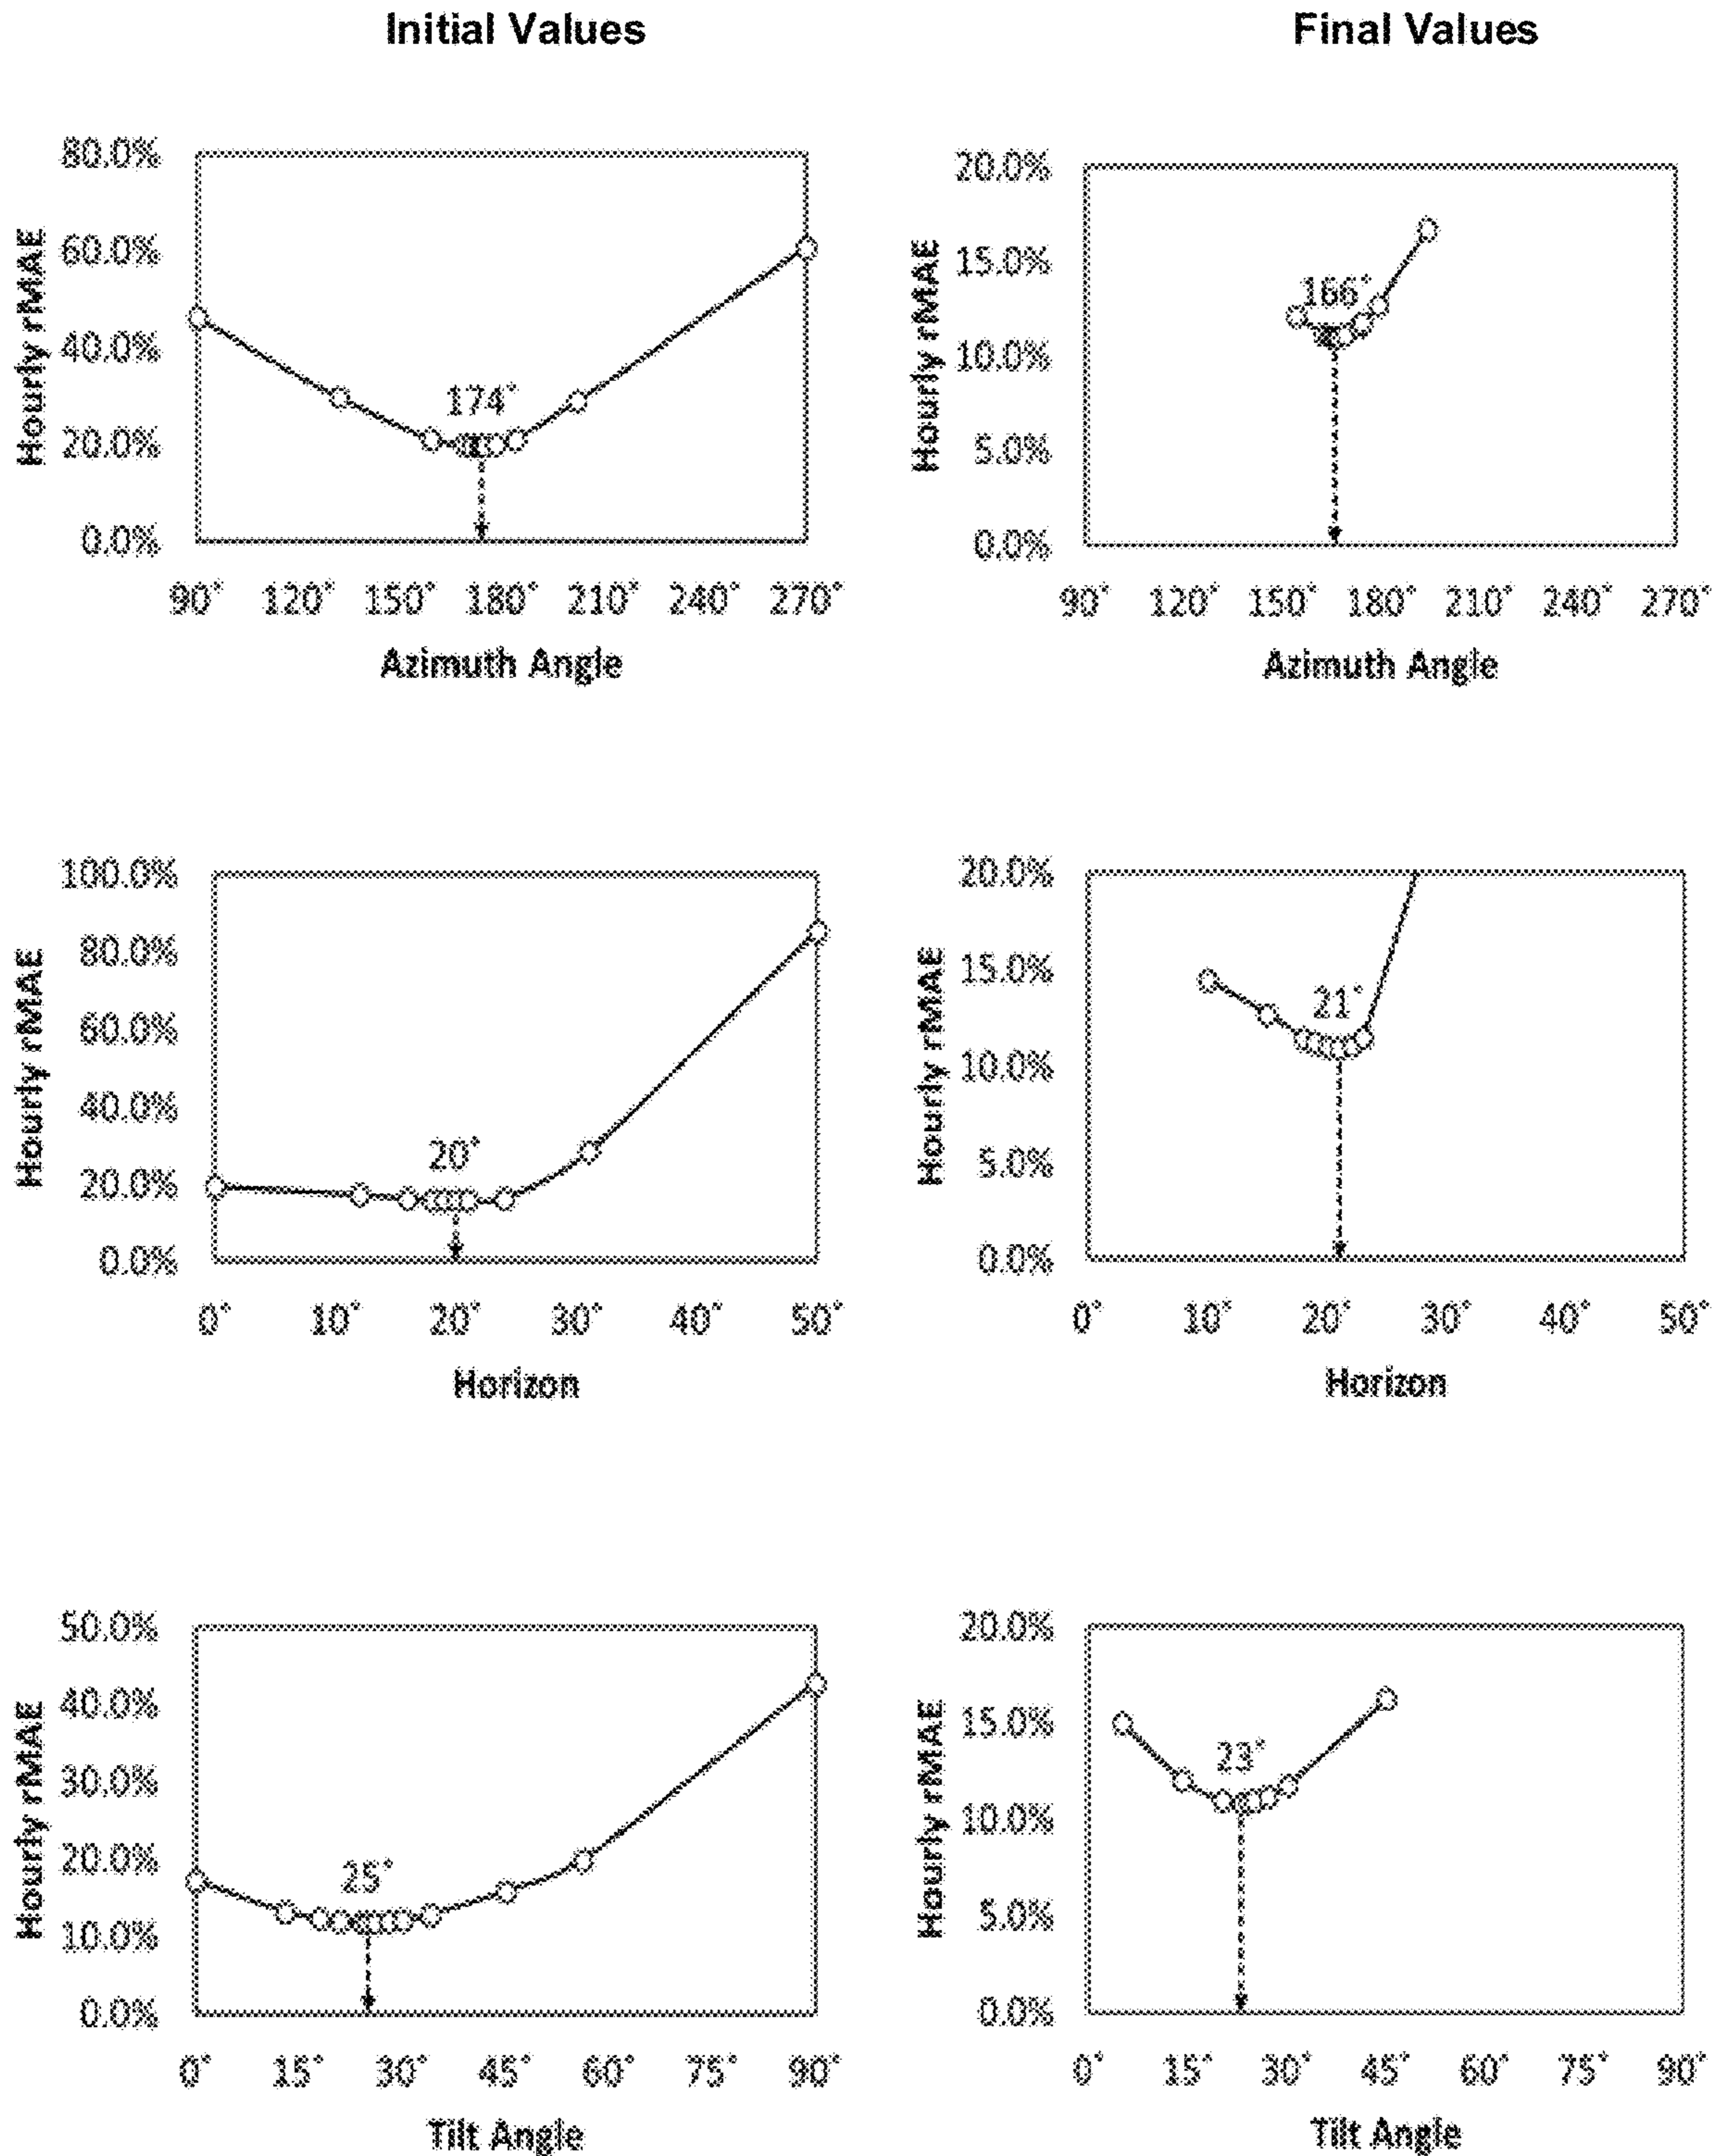 Initial Values
Final Values
80.0%
60.0%
40.0%
20.0%
0.0%
Hourly rMAE
174°
90° 120° 150° 180° 210° 240° 270°
Azimuth Angle
20.0%
15.0%
10.0%
5.0%
0.0%
Hourly rMAE
166°
90° 120° 150° 180° 210° 240° 270°
Azimuth Angle
100.0%
80.0%
60.0%
40.0%
20.0%
0.0%
Hourly rMAE
20°
0° 10° 20° 30° 40° 50°
Horizon
20.0%
15.0%
10.0%
5.0%
0.0%
Hourly rMAE
21°
0° 10° 20° 30° 40° 50°
Horizon
50.0%
40.0%
30.0%
20.0%
10.0%
0.0%
Hourly rMAE
25°
0° 15° 30° 45° 60° 75° 90°
Tilt Angle
20.0%
15.0%
10.0%
5.0%
0.0%
Hourly rMAE
23°
0° 15° 30° 45° 60° 75° 90°
Tilt Angle